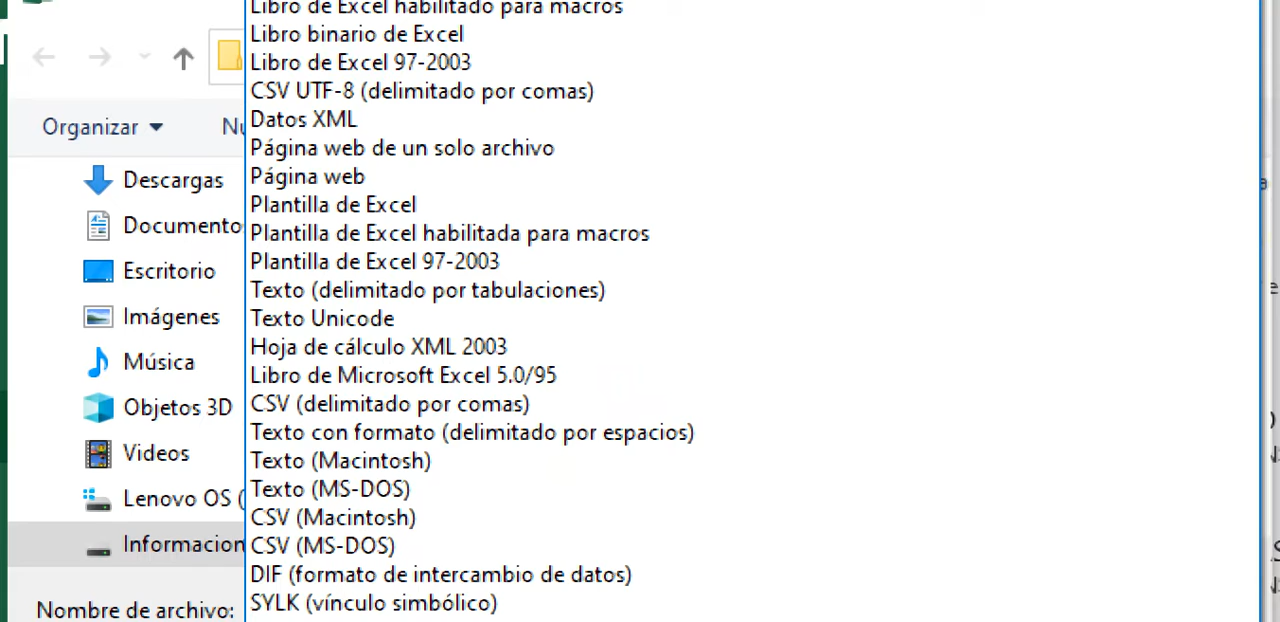 Libro de Excel habilitado para macros
Libro binario de Excel
Libro de Excel 97-2003
CSV UTF-8 (delimitado por comas)
Datos XML
Página web de un solo archivo
Página web
Plantilla de Excel
Plantilla de Excel habilitada para macros
Plantilla de Excel 97-2003
Texto (delimitado por tabulaciones)
Texto Unicode
Hoja de cálculo XML 2003
Libro de Microsoft Excel 5.0/95
CSV (delimitado por comas)
Texto con formato (delimitado por espacios)
Texto (Macintosh)
Texto (MS-DOS)
CSV (Macintosh)
CSV (MS-DOS)
DIF (formato de intercambio de datos)
SYLK (vínculo simbólico)
Organizar
Descargas
Documento
Escritorio
Imágenes
Música
Objetos 3D
Videos
Lenovo OS (
Informacion
Nombre de archivo: